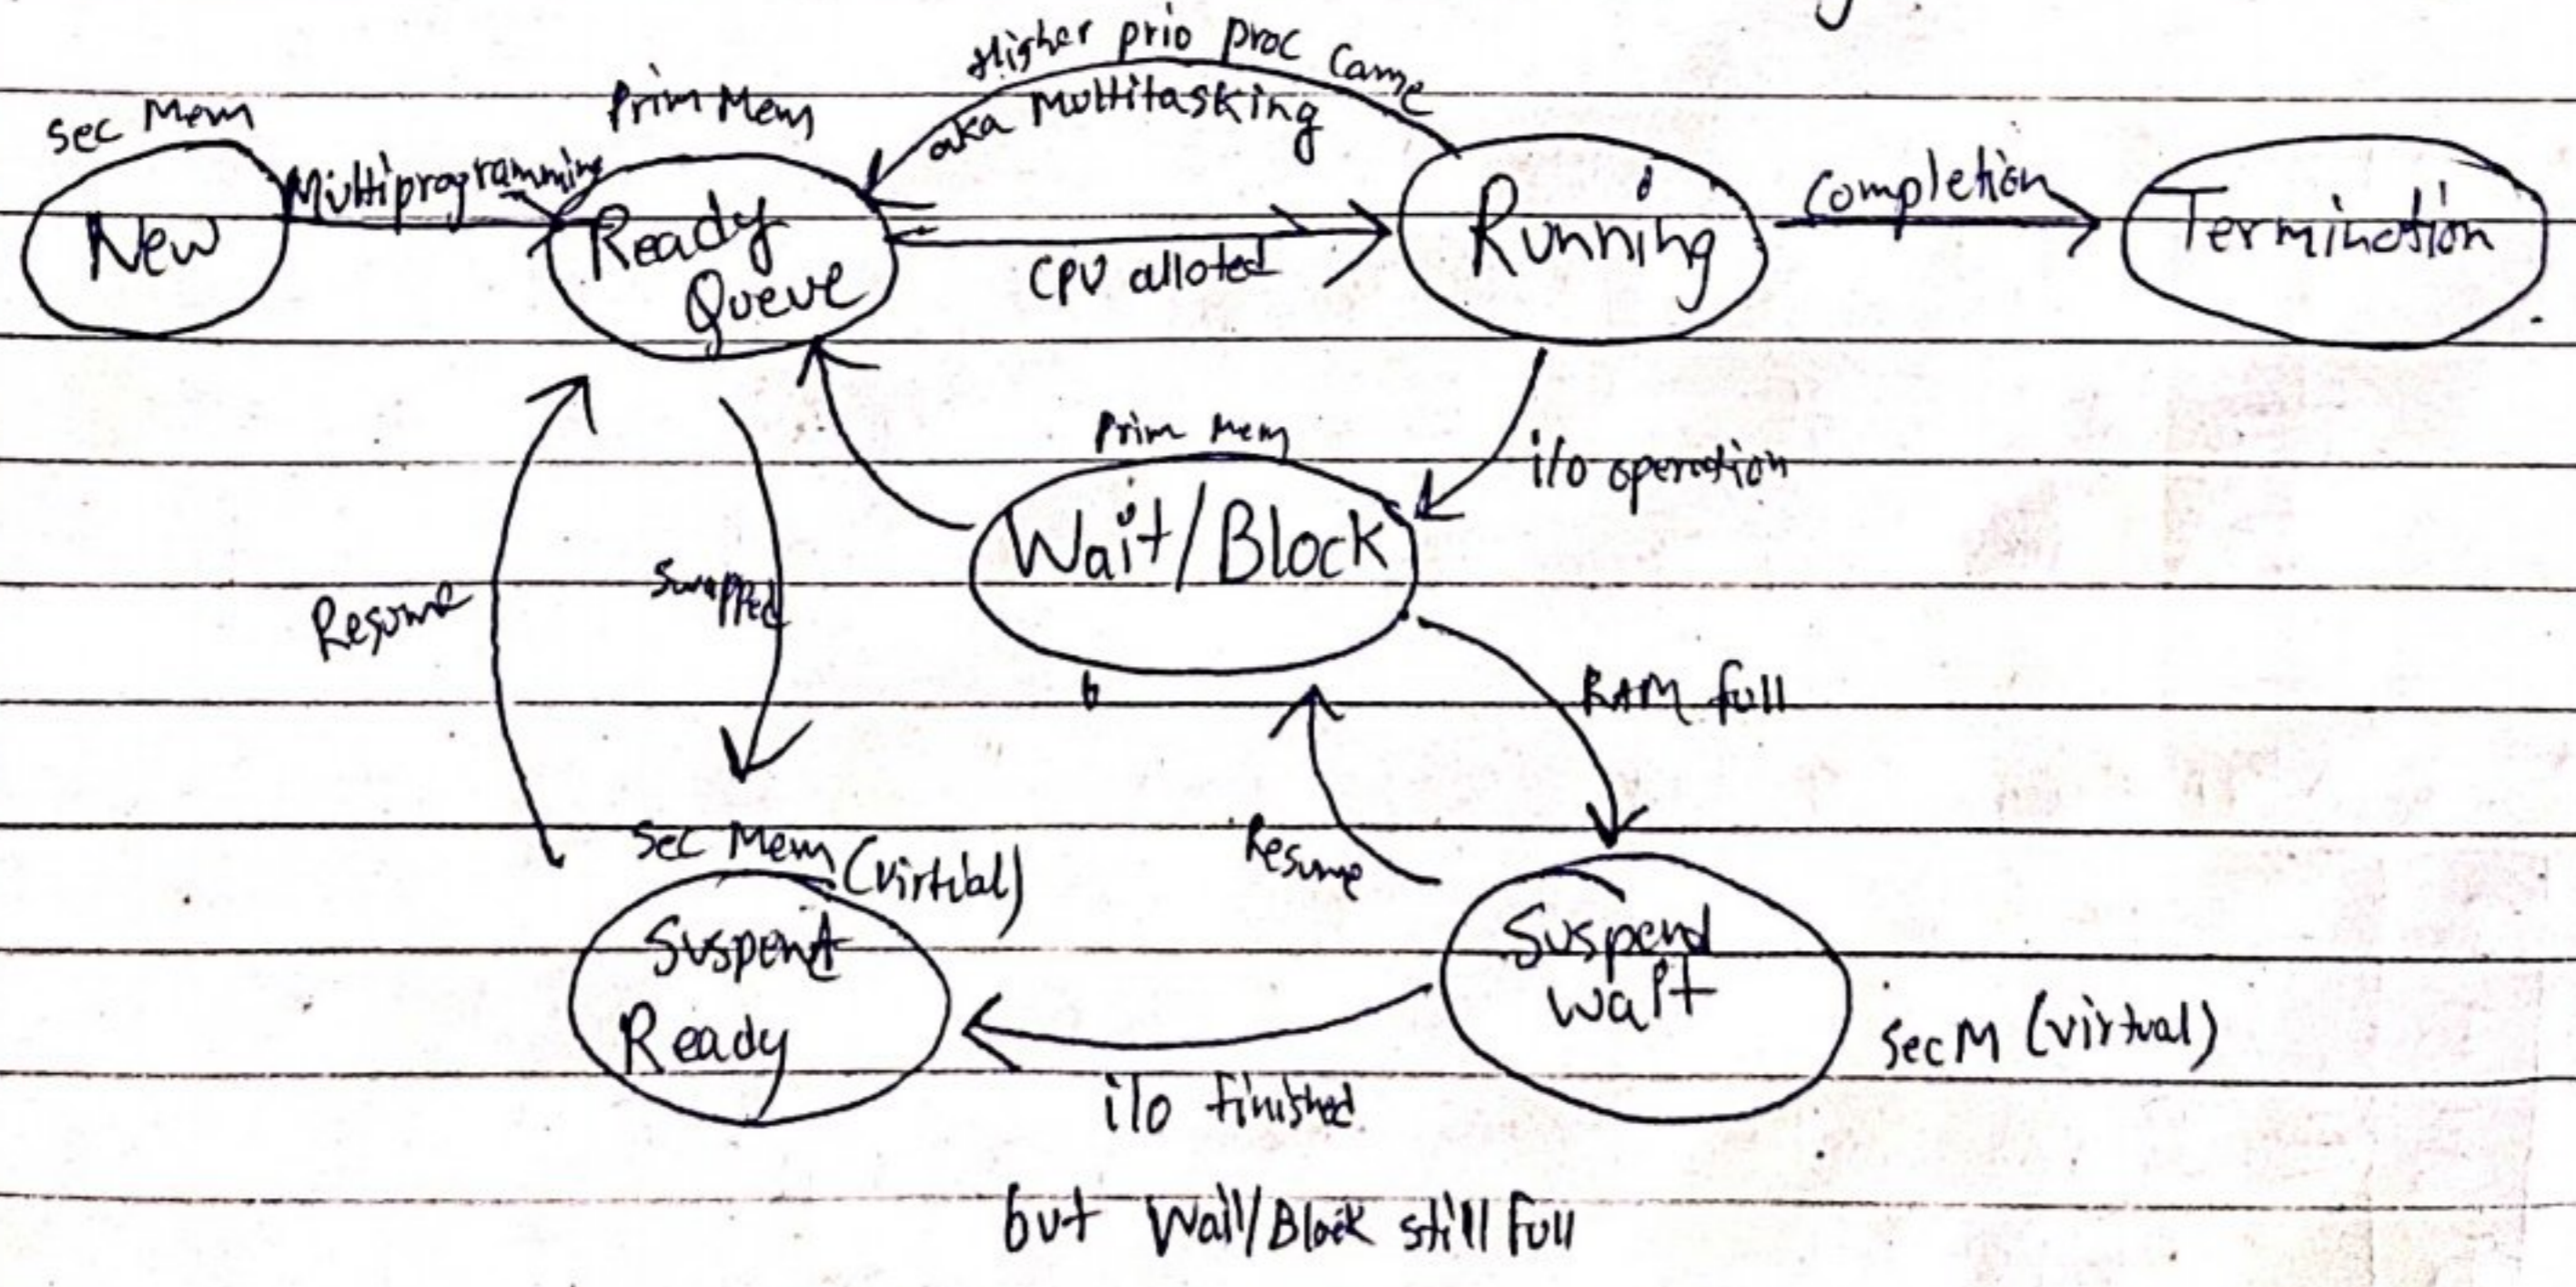 Higher prio proc came
aka Multitasking
Sec Mem
Prim Mem
Multiprogramming
New
Ready
Queue
CPU alloted
Running
Completion
Termination
Prim Mem
i/o operation
Wait/Block
Resume
Swapped
RAM full
Resume
Sec Mem (virtual)
Suspend
Ready
Suspend
wait
Sec M (virtual)
i/o finished
but Wait/Block still full